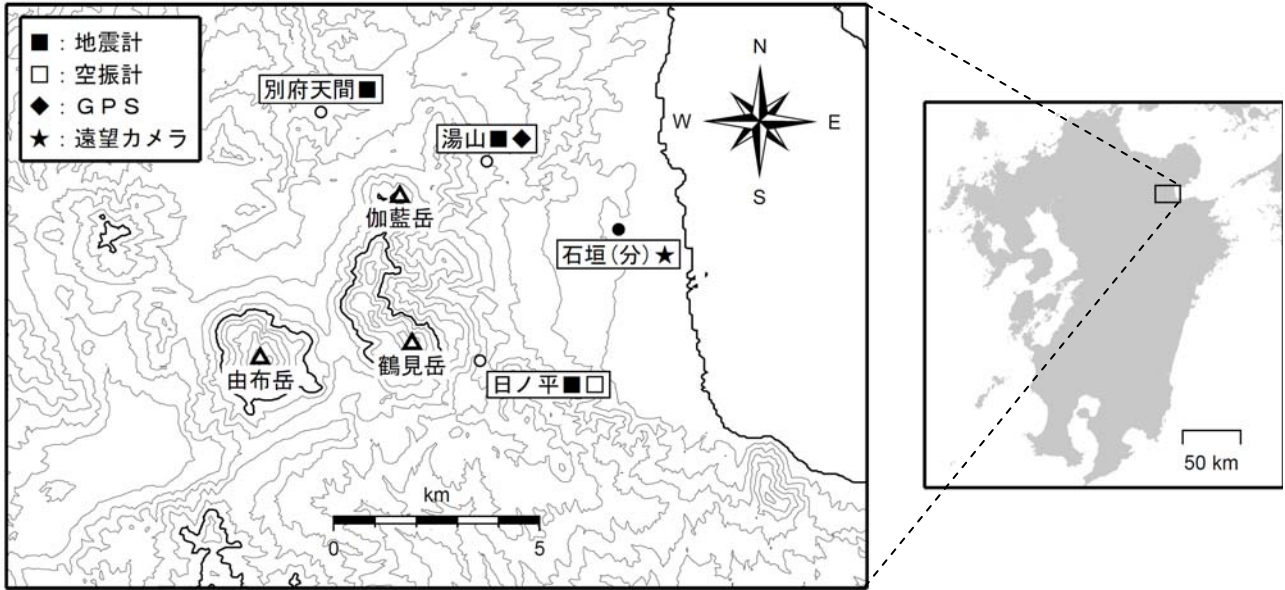 ■：地震計
□：空振計
◆：ＧＰＳ
★：遠望カメラ
別府天間■
湯山■◆
伽藍岳
石垣(分)★
由布岳
鶴見岳
日ノ平■□
N
W
E
S
km
0
5
50 km